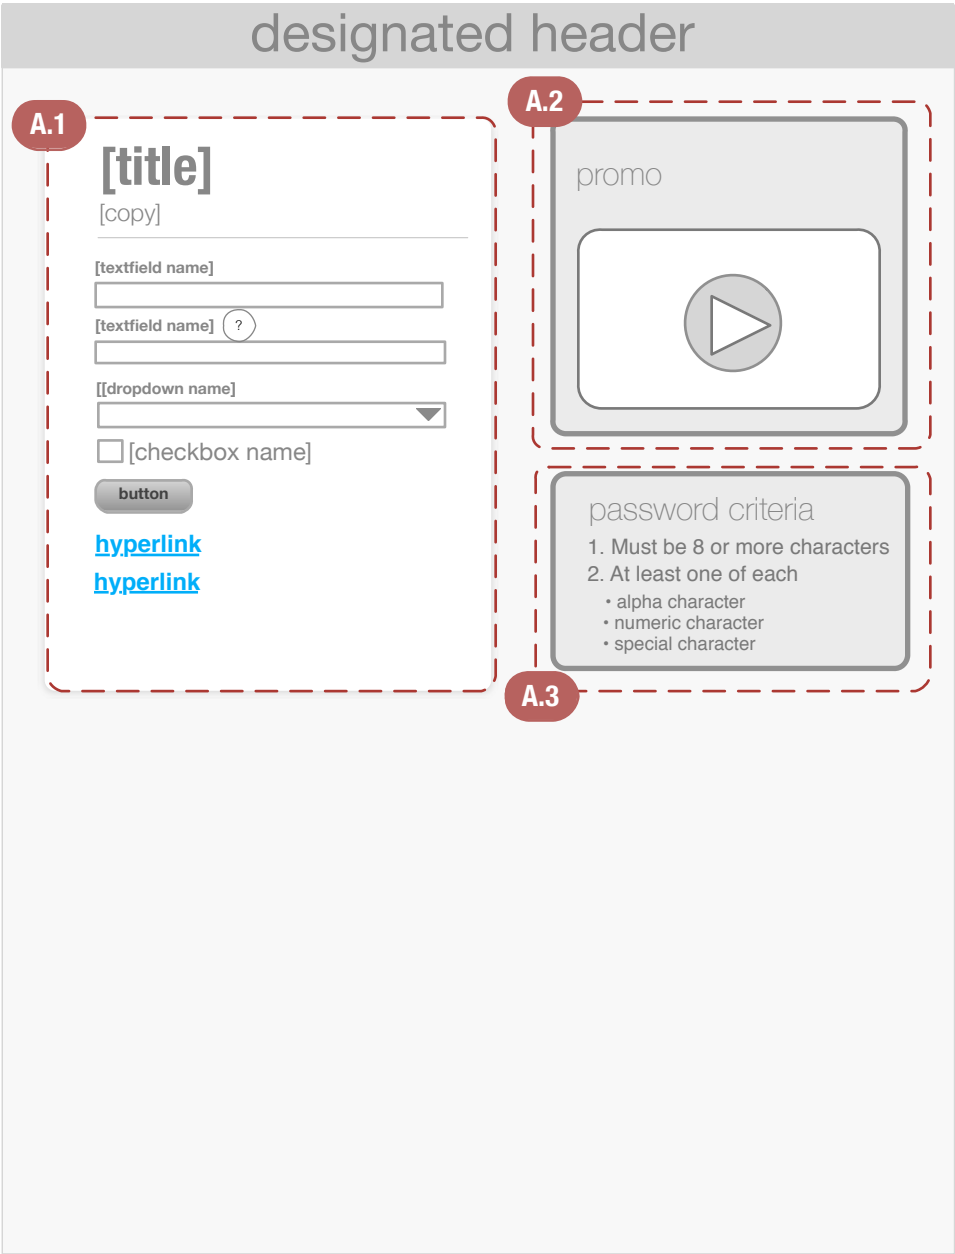 designated header
A.1
[title]
[copy]
[textfield name]
[textfield name] ?
[[dropdown name]
[checkbox name]
button
hyperlink
hyperlink
A.2
promo
A.3
password criteria
1. Must be 8 or more characters
2. At least one of each
• alpha character
• numeric character
• special character